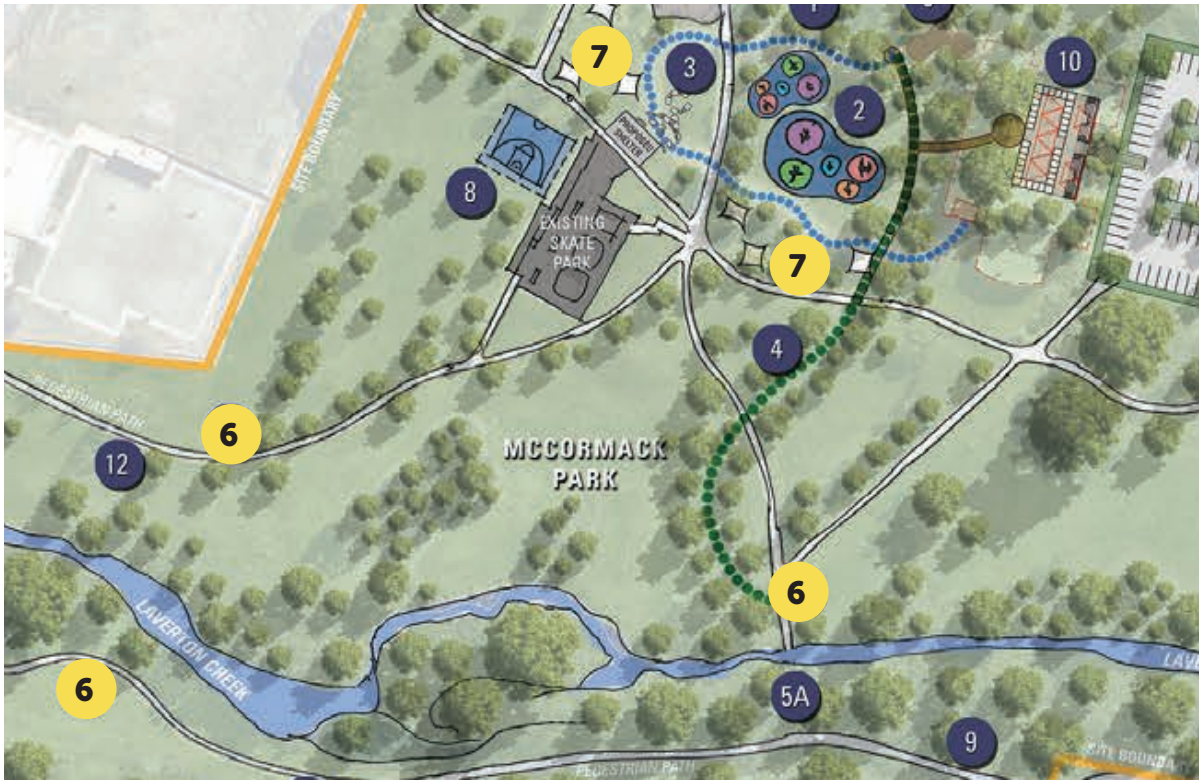 7
3
10
2
SITE BOUNDARY
PROPOSED
SHELTER
8
EXISTING
SKATE
PARK
7
4
PEDESTRIAN PATH
6
12
MCCORMACK
PARK
6
LAVERTON CREEK
6
5A
9
PEDESTRIAN PATH
SITE BOUNDA
LAVE